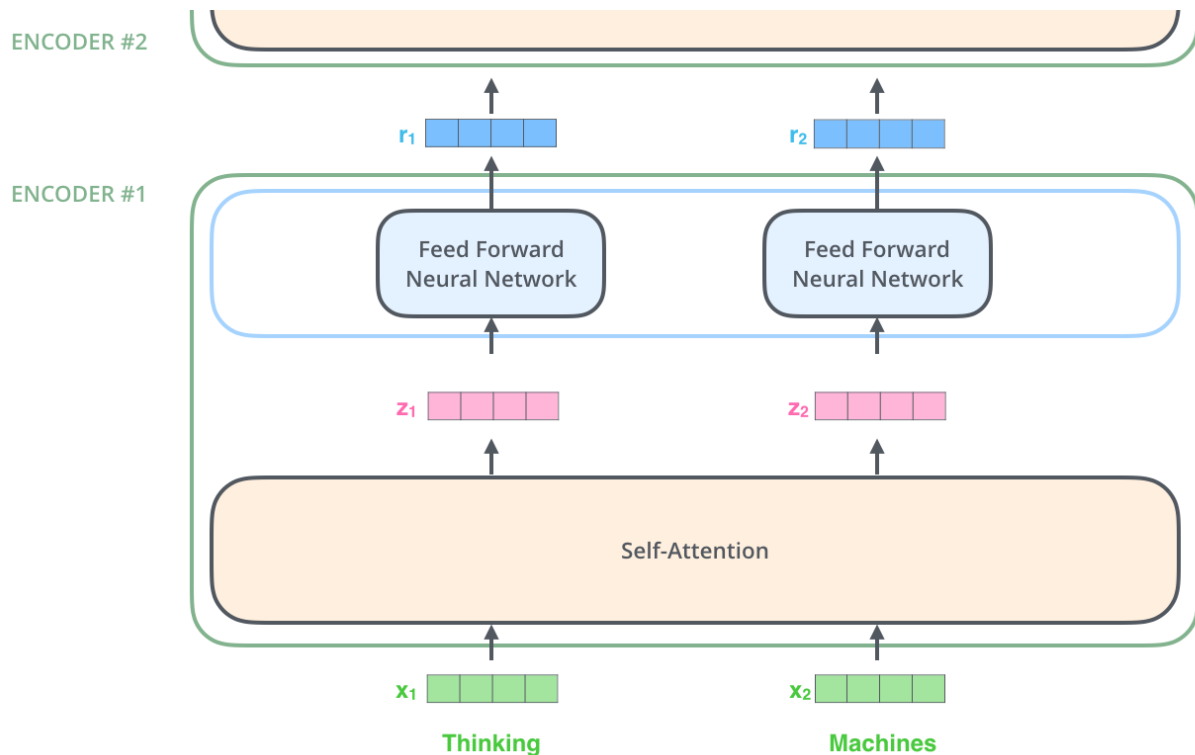 ENCODER #2
r₁
r₂
ENCODER #1
Feed Forward
Neural Network
Feed Forward
Neural Network
z₁
z₂
Self-Attention
x₁
x₂
Thinking
Machines